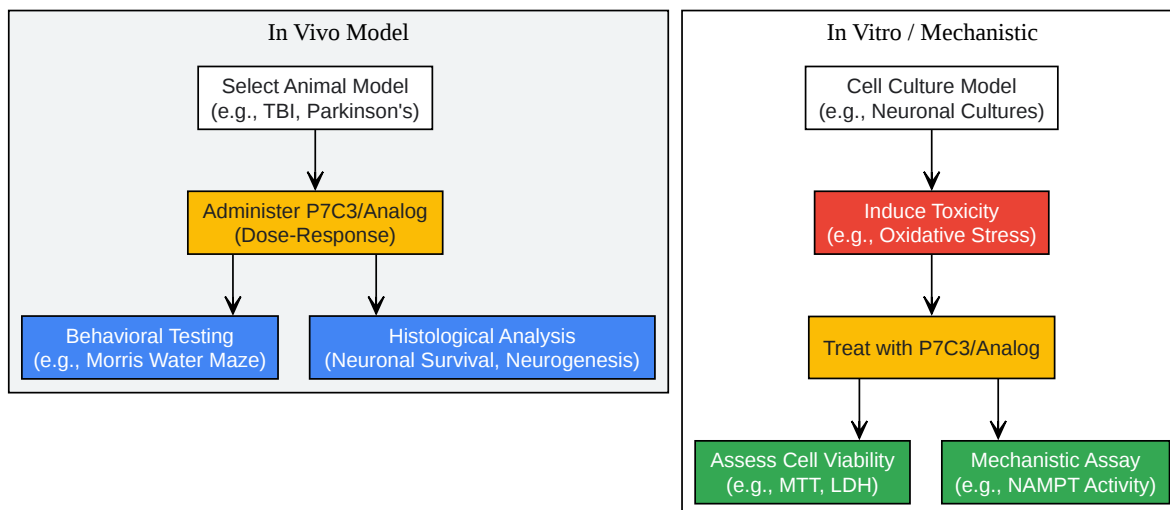 In Vivo Model
Select Animal Model
(e.g., TBI, Parkinson's)
Administer P7C3/Analog
(Dose-Response)
Behavioral Testing
(e.g., Morris Water Maze)
Histological Analysis
(Neuronal Survival, Neurogenesis)
In Vitro / Mechanistic
Cell Culture Model
(e.g., Neuronal Cultures)
Induce Toxicity
(e.g., Oxidative Stress)
Treat with P7C3/Analog
Assess Cell Viability
(e.g., MTT, LDH)
Mechanistic Assay
(e.g., NAMPT Activity)